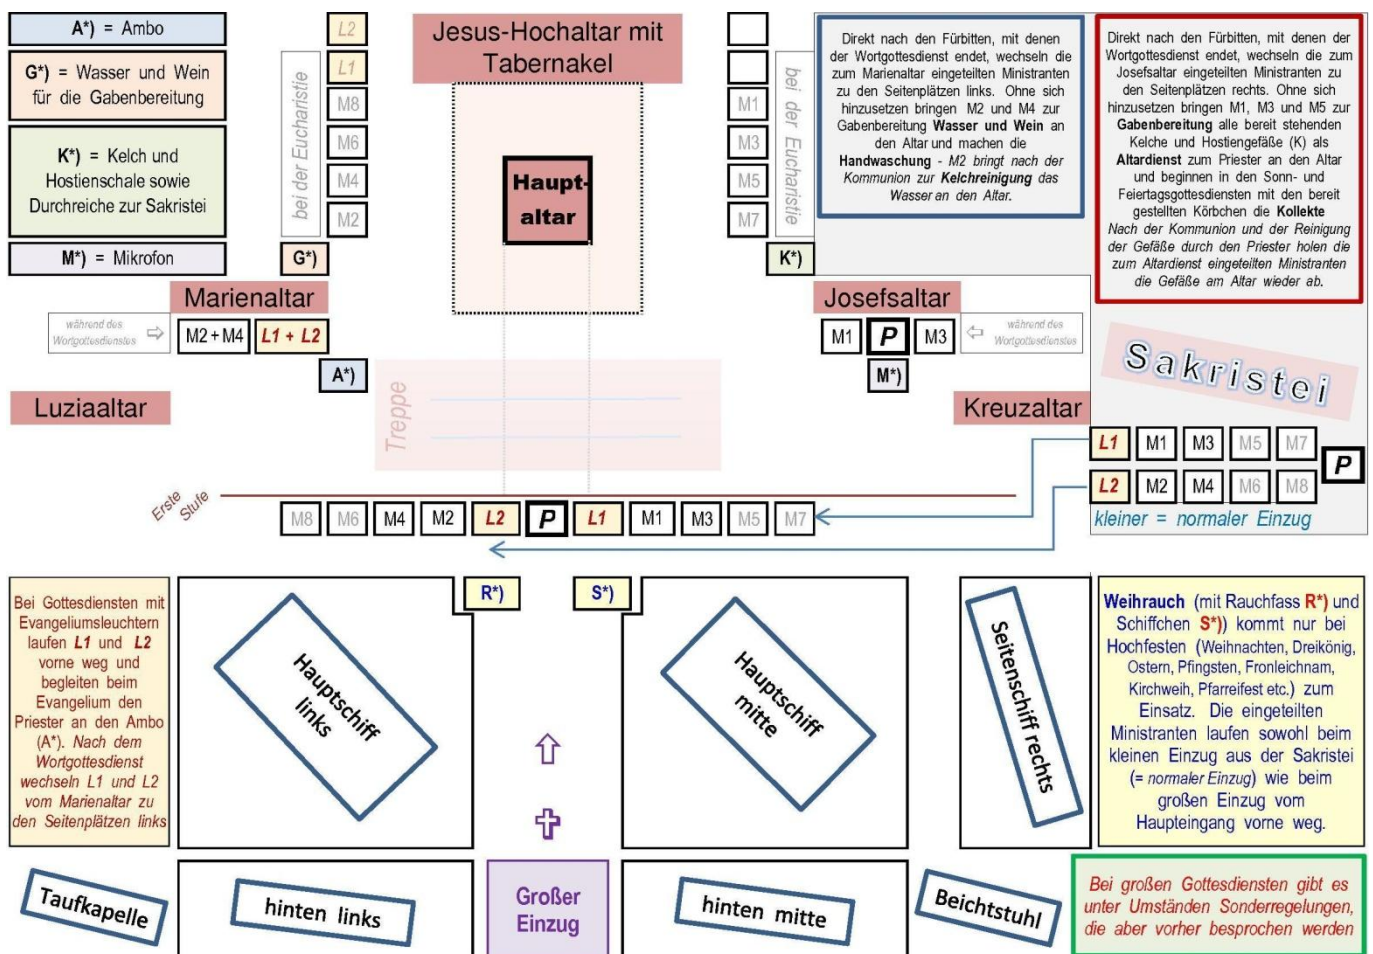 A*) = Ambo
G*) = Wasser und Wein
für die Gabenbereitung
K*) = Kelch und
Hostienschale sowie
Durchreiche zur Sakristei
M*) = Mikrofon
bei der Eucharistie
L2
L1
M8
M6
M4
M2
G*)
Jesus-Hochaltar mit
Tabernakel
Haupt-
altar
M1
M3
M5
M7
K*)
bei der Eucharistie
Direkt nach den Fürbitten, mit denen
der Wortgottesdienst endet, wechseln die
zum Marienaltar eingeteilten Ministranten
zu den Seitenplätzen links. Ohne sich
hinzusetzen bringen M2 und M4 zur
Gabenbereitung Wasser und Wein an
den Altar und machen die
Handwaschung - M2 bringt nach der
Kommunion zur Kelchreinigung das
Wasser an den Altar.
Direkt nach den Fürbitten, mit denen der
Wortgottesdienst endet, wechseln die zum
Josefsaltar eingeteilten Ministranten zu
den Seitenplätzen rechts. Ohne sich
hinzusetzen bringen M1, M3 und M5 zur
Gabenbereitung alle bereit stehenden
Kelche und Hostiengefäße (K) als
Altardienst zum Priester an den Altar
und beginnen in den Sonn- und
Feiertagsgottesdiensten mit den bereit
gestellten Körbchen die Kollekte
Nach der Kommunion und der Reinigung
der Gefäße durch den Priester holen die
zum Altardienst eingeteilten Ministranten
die Gefäße am Altar wieder ab.
Marienaltar
während des
Wortgottesdienstes
M2+M4
L1 + L2
A*)
Josefsaltar
M1
P
M3
während des
Wortgottesdienstes
M*)
Luziaaltar
Treppe
Kreuzaltar
Sakristei
L1 M1 M3 M5 M7
P
L2 M2 M4 M6 M8
kleiner = normaler Einzug
Erste
Stufe
M8 M6 M4 M2 L2 P L1 M1 M3 M5 M7
Bei Gottesdiensten mit
Evangeliumsleuchtern
laufen L1 und L2
vorne weg und
begleiten beim
Evangelium den
Priester an den Ambo
(A*). Nach dem
Wortgottesdienst
wechseln L1 und L2
vom Marienaltar zu
den Seitenplätzen links
R*)
S*)
Hauptschiff
links
Hauptschiff
mitte
Seitenschiff rechts
Weihrauch (mit Rauchfass R*) und
Schiffchen S*)) kommt nur bei
Hochfesten (Weihnachten, Dreikönig,
Ostern, Pfingsten, Fronleichnam,
Kirchweih, Pfarreifest etc.) zum
Einsatz. Die eingeteilten
Ministranten laufen sowohl beim
kleinen Einzug aus der Sakristei
(= normaler Einzug) wie beim
großen Einzug vom
Haupteingang vorne weg.
Taufkapelle
hinten links
Großer
Einzug
hinten mitte
Beichtstuhl
Bei großen Gottesdiensten gibt es
unter Umständen Sonderregelungen,
die aber vorher besprochen werden